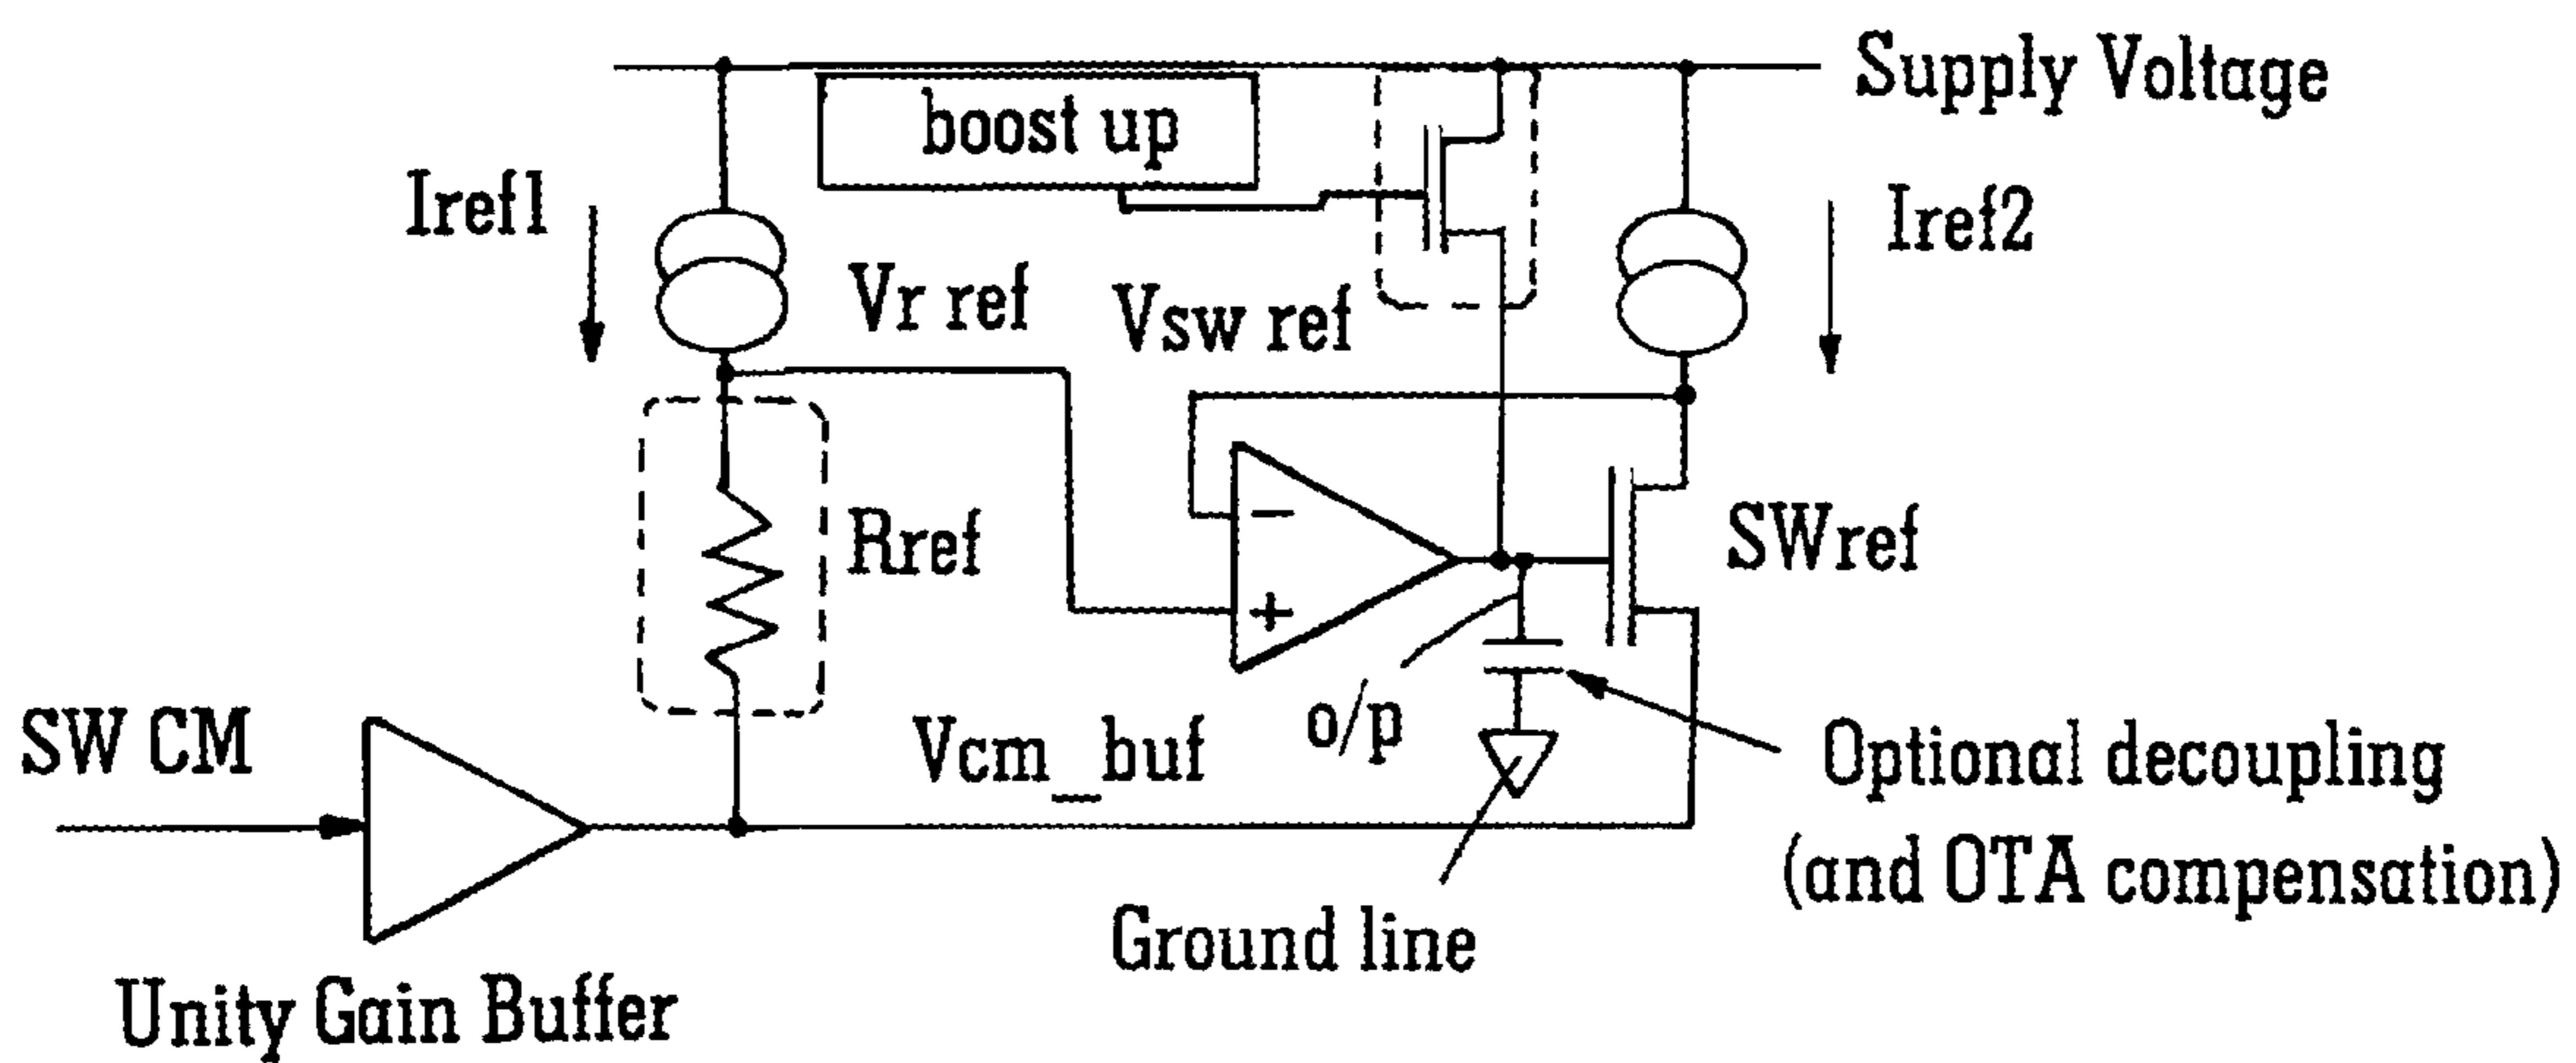 Supply Voltage
boost up
Iref1
Iref2
Vr ref
Vsw ref
−
+
Rref
SWref
SW CM
Vcm_buf
o/p
Optional decoupling
(and OTA compensation)
Ground line
Unity Gain Buffer